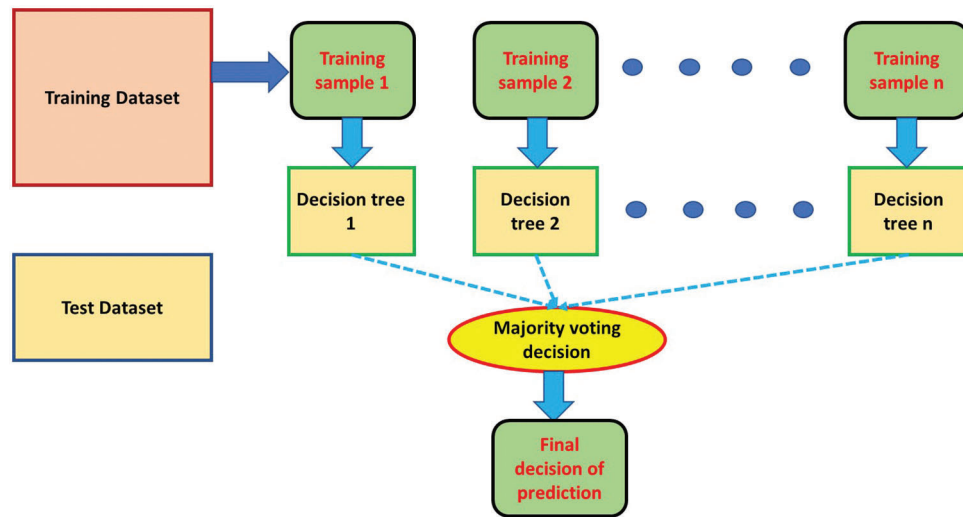 Training Dataset
Training
sample 1
Training
sample 2
Training
sample n
Decision tree
1
Decision
tree 2
Decision
tree n
Test Dataset
Majority voting
decision
Final
decision of
prediction